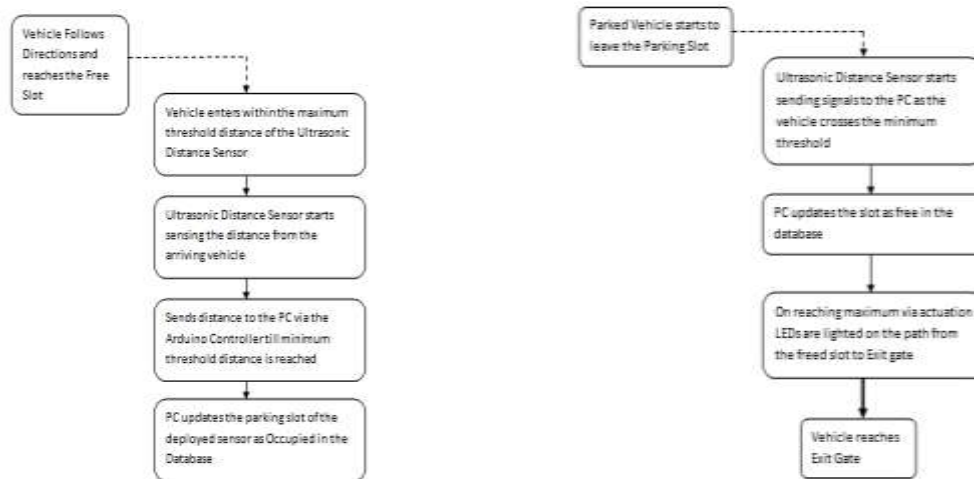 Vehicle Follows
Directions and
reaches the Free
Slot
Vehicle enters within the maximum
threshold distance of the Ultrasonic
Distance Sensor
Ultrasonic Distance Sensor starts
sensing the distance from the
arriving vehicle
Sends distance to the PC via the
Arduino Controller till minimum
threshold distance is reached
PC updates the parking slot of the
deployed sensor as Occupied in the
Database
Parked Vehicle starts to
leave the Parking Slot
Ultrasonic Distance Sensor starts
sending signals to the PC as the
vehicle crosses the minimum
threshold
PC updates the slot as free in the
database
On reaching maximum via actuation
LEDs are lighted on the path from
the freed slot to Exit gate
Vehicle reaches
Exit Gate